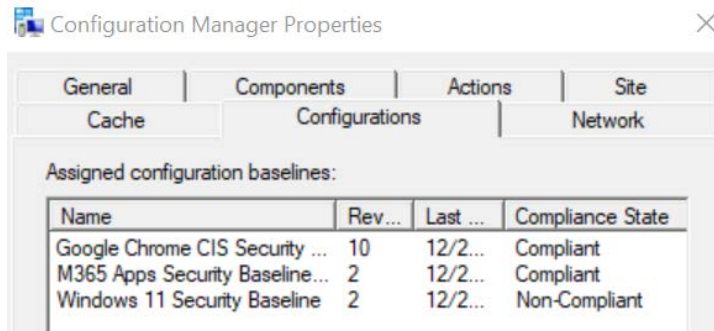 Configuration Manager Properties
General Components Actions Site
Cache Configurations Network
Assigned configuration baselines:
Name Rev... Last ... Compliance State
Google Chrome CIS Security ... 10 12/2... Compliant
M365 Apps Security Baseline... 2 12/2... Compliant
Windows 11 Security Baseline 2 12/2... Non-Compliant